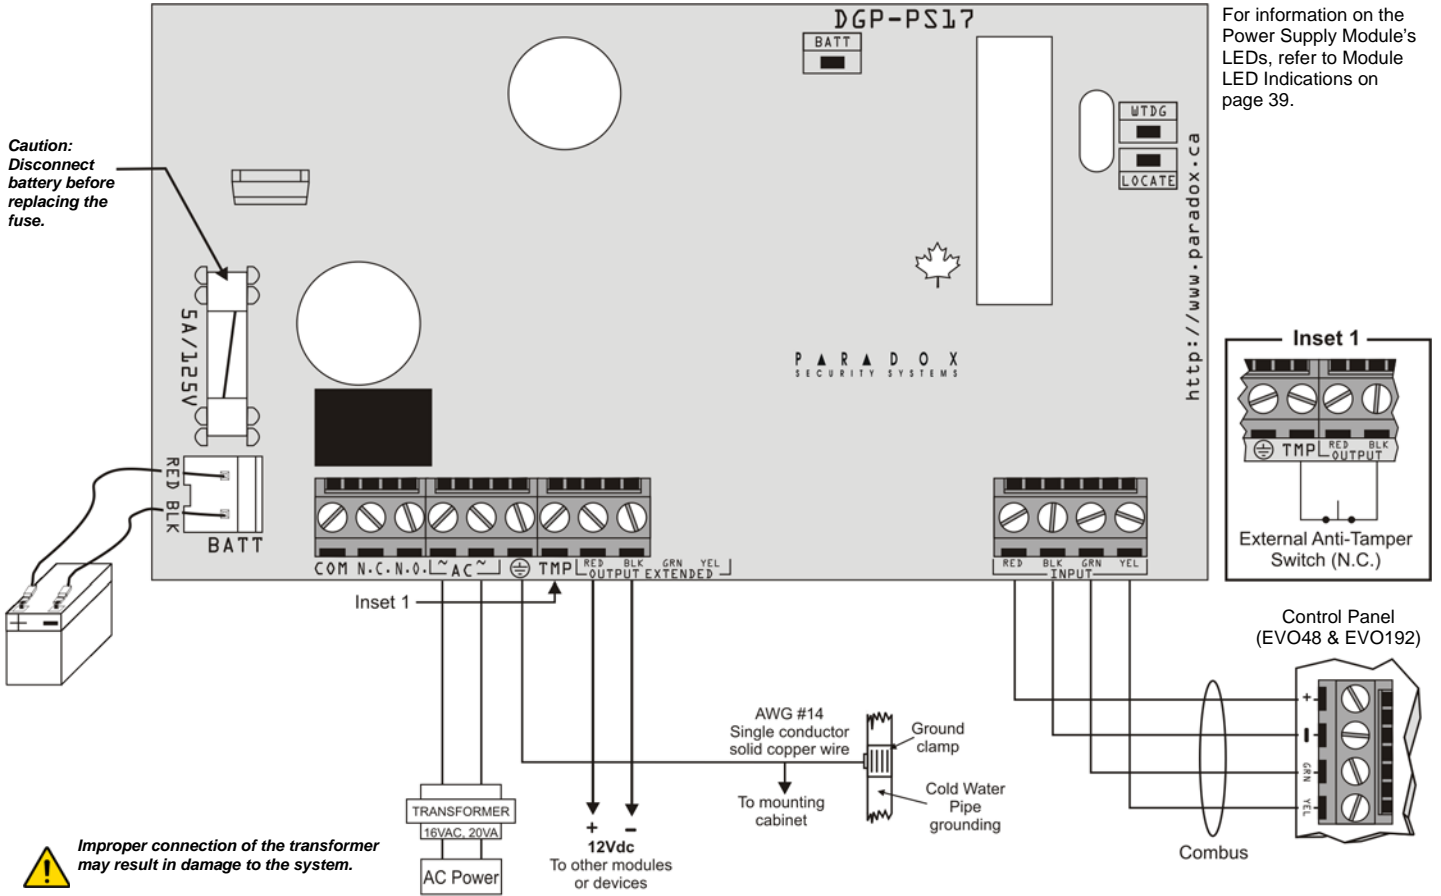 DGP-PS17
BATT
For information on the
Power Supply Module's
LEDs, refer to Module
LED Indications on
page 39.
WTDG
LOCATE
http://www.paradox.ca
Caution:
Disconnect
battery before
replacing the
fuse.
5A/125V
PARADOX
SECURITY SYSTEMS
Inset 1
TMP RED BLK
OUTPUT
External Anti-Tamper
Switch (N.C.)
RED BLK
BATT
COM N.C. N.O. ~AC~ TMP RED BLK GRN YEL
OUTPUT EXTENDED
RED BLK GRN YEL
INPUT
Inset 1
+ -
Control Panel
(EVO48 & EVO192)
+
-
GRN
YEL
Combus
AWG #14
Single conductor
solid copper wire
Ground
clamp
To mounting
cabinet
Cold Water
Pipe
grounding
TRANSFORMER
16VAC, 20VA
AC Power
+ -
12Vdc
To other modules
or devices
Improper connection of the transformer
may result in damage to the system.